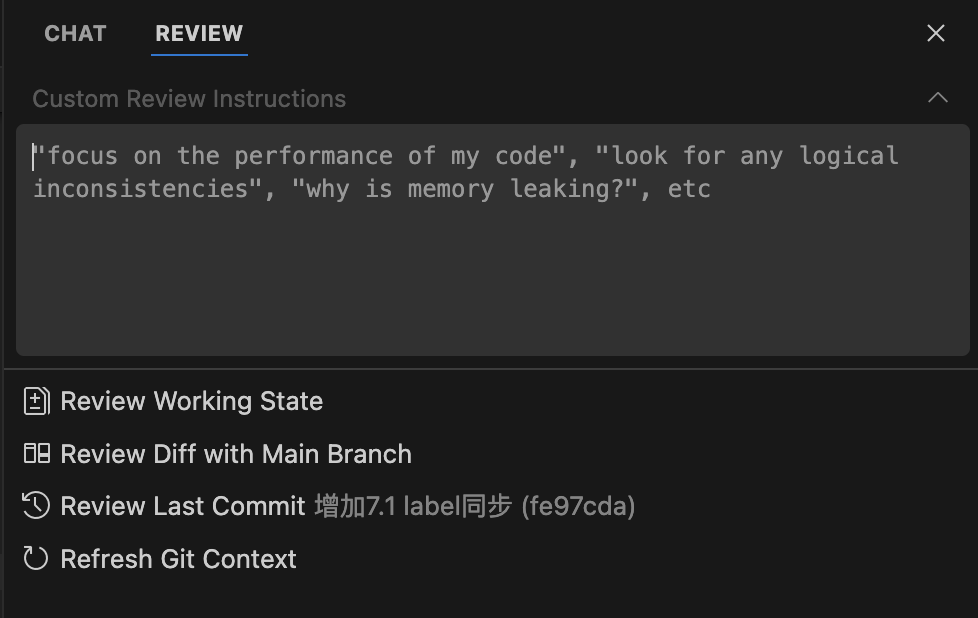 CHAT REVIEW
Custom Review Instructions
"focus on the performance of my code", "look for any logical
inconsistencies", "why is memory leaking?", etc
Review Working State
Review Diff with Main Branch
Review Last Commit 增加7.1 label同步 (fe97cda)
Refresh Git Context